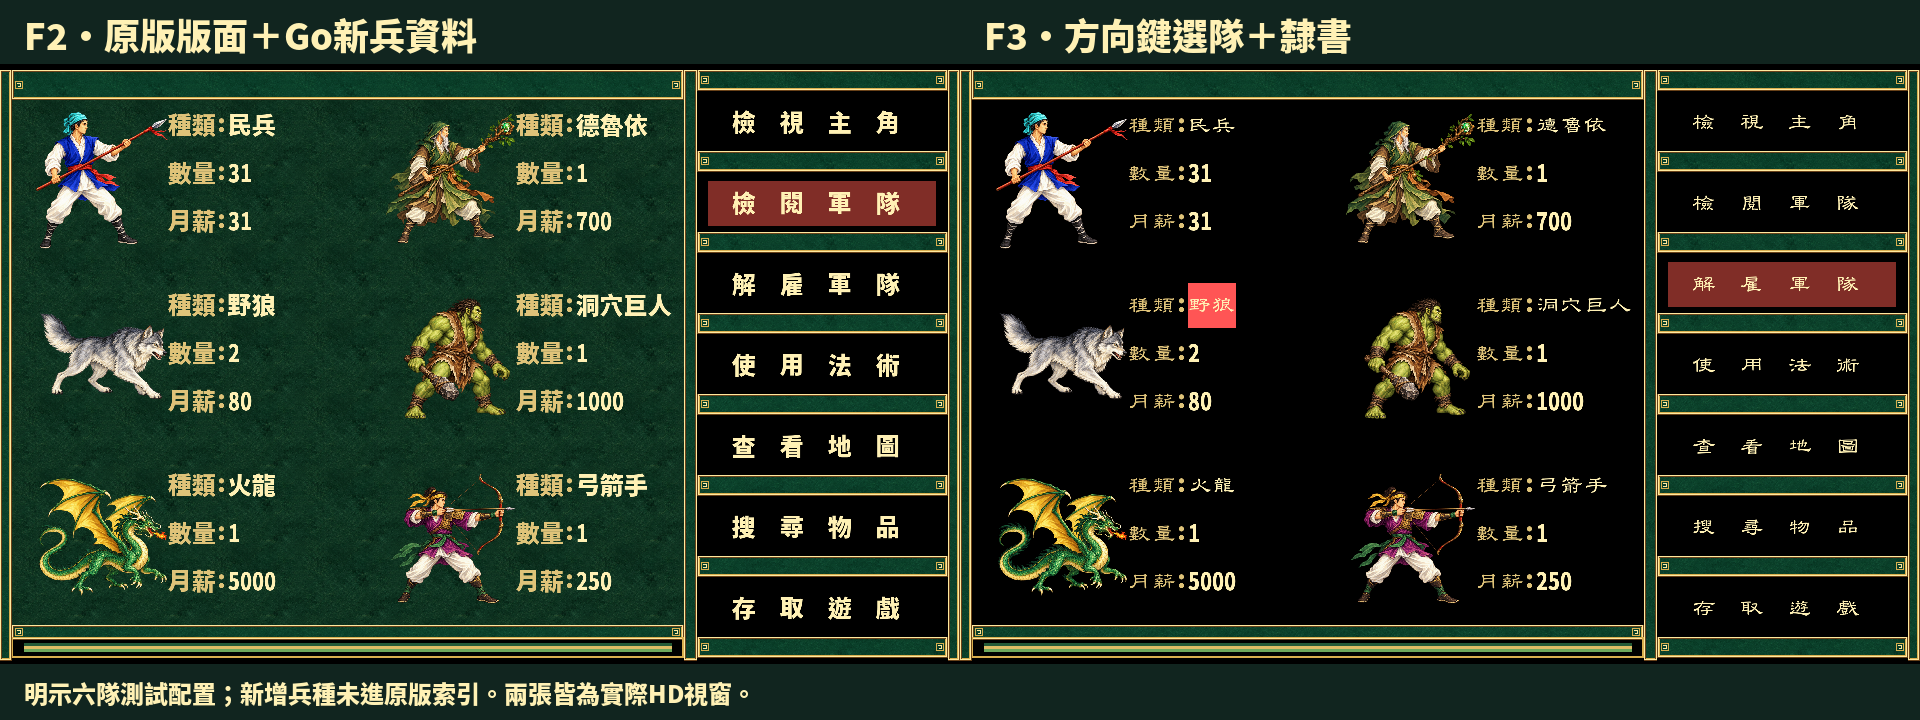 F2・原版版面＋Go新兵資料
種類:民兵
數量:31
月薪:31
種類:德魯依
數量:1
月薪:700
種類:野狼
數量:2
月薪:80
種類:洞穴巨人
數量:1
月薪:1000
種類:火龍
數量:1
月薪:5000
種類:弓箭手
數量:1
月薪:250
檢視主角
檢閱軍隊
解雇軍隊
使用法術
查看地圖
搜尋物品
存取遊戲
F3・方向鍵選隊＋隸書
種類:民兵
數量:31
月薪:31
種類:德魯依
數量:1
月薪:700
種類:野狼
數量:2
月薪:80
種類:洞穴巨人
數量:1
月薪:1000
種類:火龍
數量:1
月薪:5000
種類:弓箭手
數量:1
月薪:250
檢視主角
檢閱軍隊
解雇軍隊
使用法術
查看地圖
搜尋物品
存取遊戲
明示六隊測試配置；新增兵種未進原版索引。兩張皆為實際HD視窗。